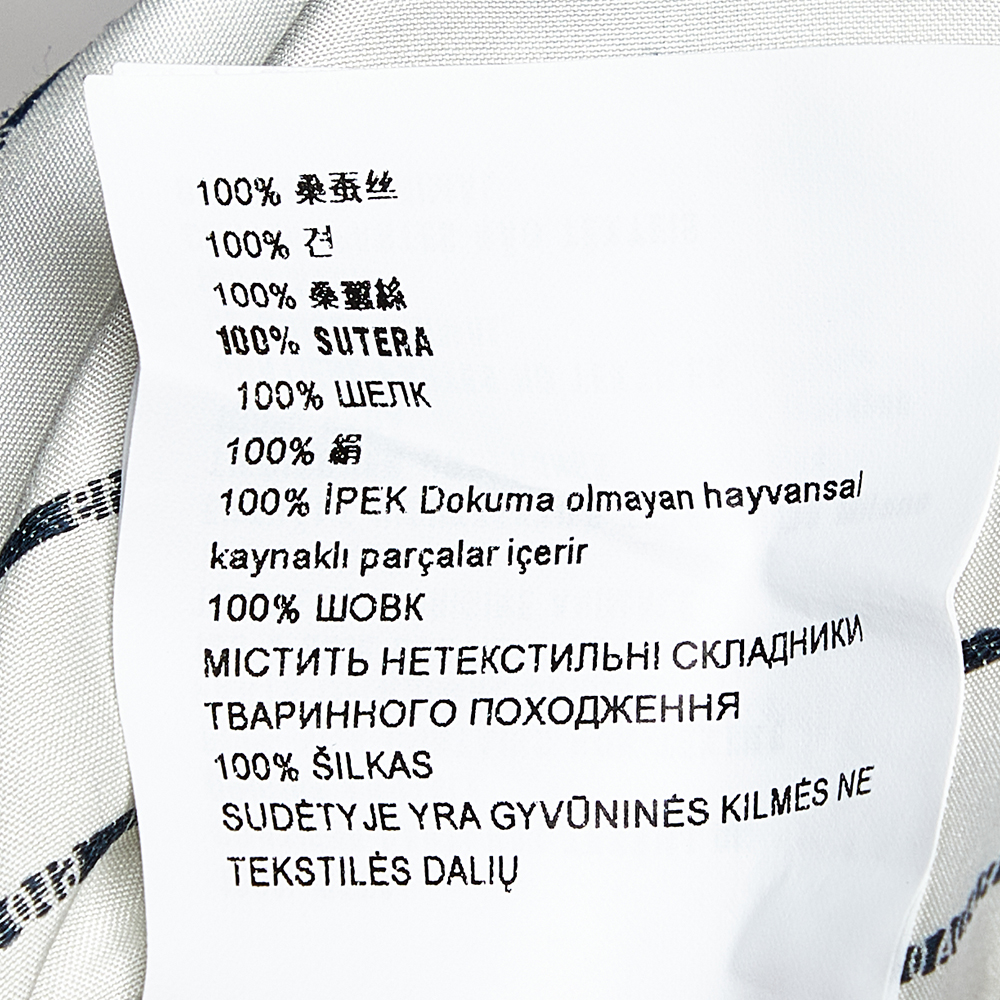 100% 桑蚕丝
100% 견
100% 桑蠶絲
100% SUTERA
100% ШЕЛК
100% 絹
100% İPEK Dokuma olmayan hayvansal
kaynaklı parçalar içerir
100% ШОВК
МІСТИТЬ НЕТЕКСТИЛЬНІ СКЛАДНИКИ
ТВАРИННОГО ПОХОДЖЕННЯ
100% ŠILKAS
SUDĖTYJE YRA GYVŪNINĖS KILMĖS NE
TEKSTILĖS DALIŲ